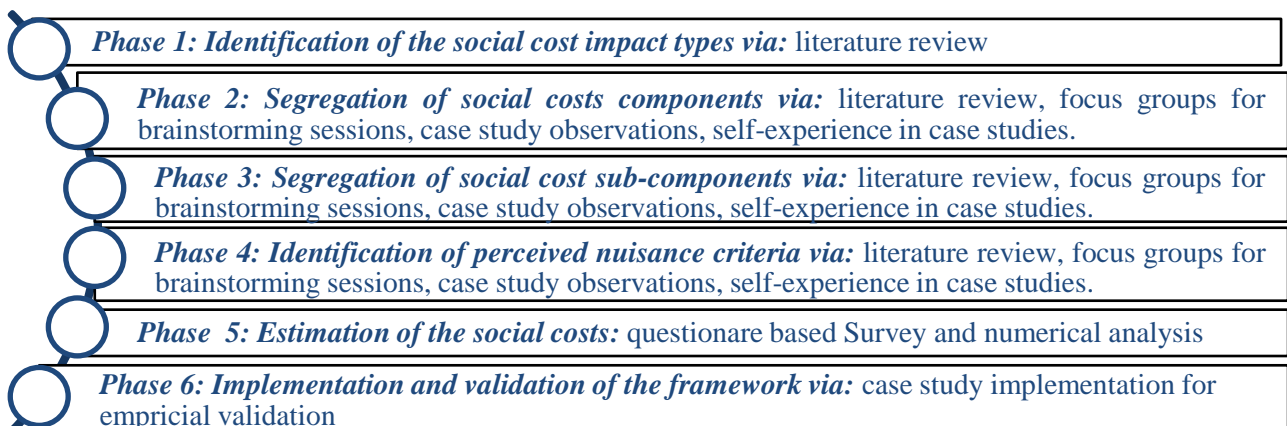 Phase 1: Identification of the social cost impact types via: literature review
Phase 2: Segregation of social costs components via: literature review, focus groups for
brainstorming sessions, case study observations, self-experience in case studies.
Phase 3: Segregation of social cost sub-components via: literature review, focus groups for
brainstorming sessions, case study observations, self-experience in case studies.
Phase 4: Identification of perceived nuisance criteria via: literature review, focus groups for
brainstorming sessions, case study observations, self-experience in case studies.
Phase 5: Estimation of the social costs: questionare based Survey and numerical analysis
Phase 6: Implementation and validation of the framework via: case study implementation for
empricial validation